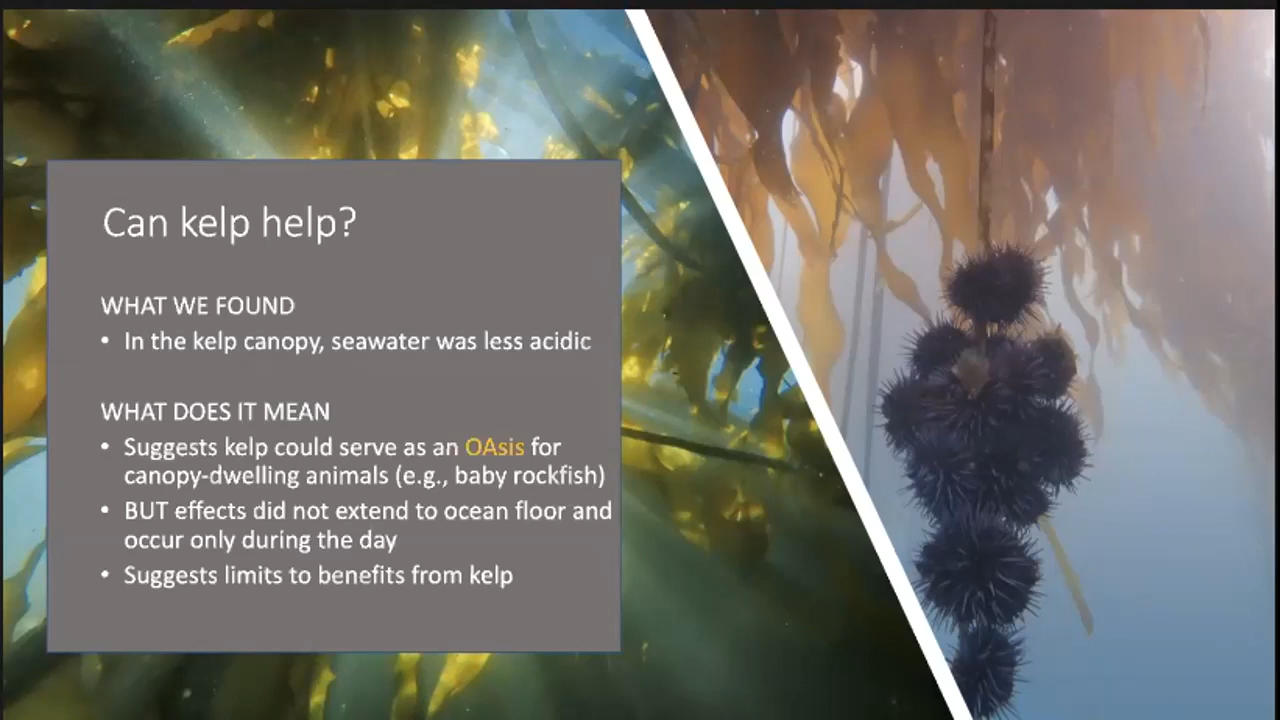 Can kelp help?
WHAT WE FOUND
• In the kelp canopy, seawater was less acidic
WHAT DOES IT MEAN
• Suggests kelp could serve as an OAsis for
canopy-dwelling animals (e.g., baby rockfish)
• BUT effects did not extend to ocean floor and
occur only during the day
• Suggests limits to benefits from kelp